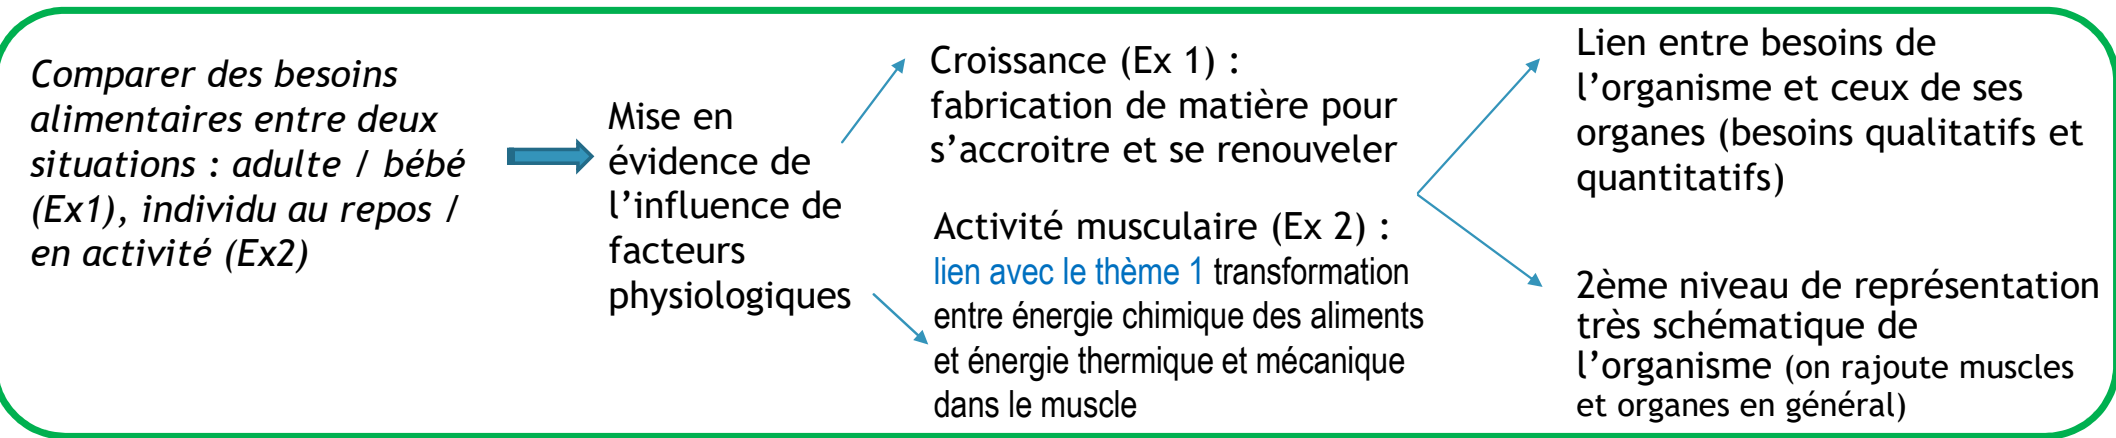 Comparer des besoins
alimentaires entre deux
situations : adulte / bébé
(Ex1), individu au repos /
en activité (Ex2)
Mise en
évidence de
l’influence de
facteurs
physiologiques
Croissance (Ex 1) :
fabrication de matière pour
s’accroitre et se renouveler
Activité musculaire (Ex 2) :
lien avec le thème 1 transformation
entre énergie chimique des aliments
et énergie thermique et mécanique
dans le muscle
Lien entre besoins de
l’organisme et ceux de ses
organes (besoins qualitatifs et
quantitatifs)
2ème niveau de représentation
très schématique de
l’organisme (on rajoute muscles
et organes en général)